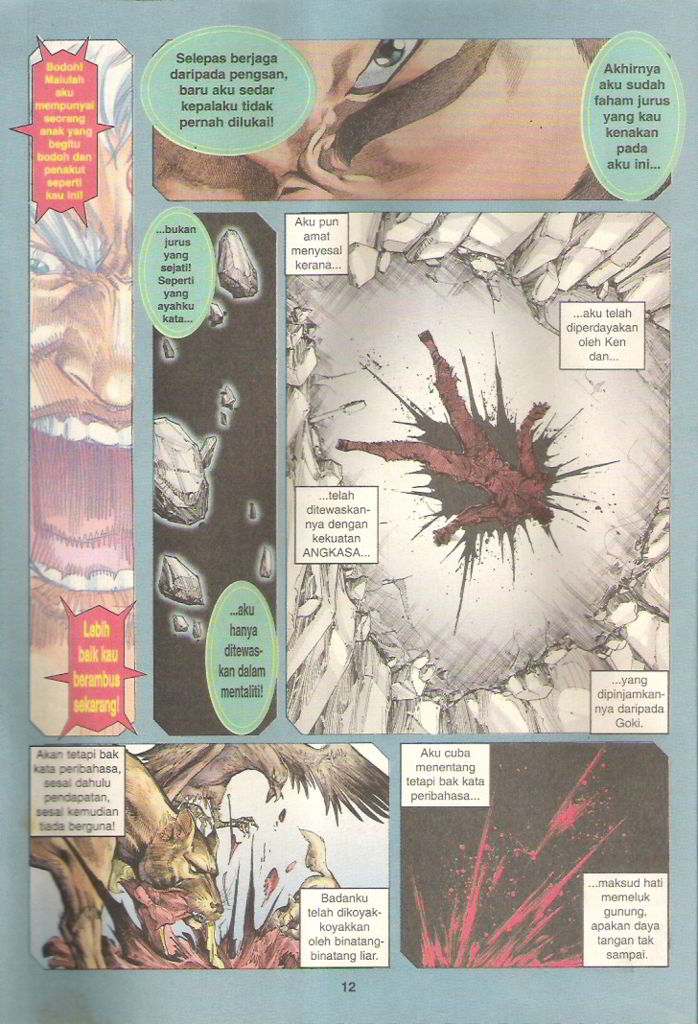 Bodoh!
Malulah
aku
mempunyai
seorang
anak yang
begitu
bodoh dan
penakut
seperti
kau ini!
Selepas berjaga
daripada pengsan,
baru aku sedar
kepalaku tidak
pernah dilukai!
Akhirnya
aku sudah
faham jurus
yang kau
kenakan
pada
aku ini...
...bukan
jurus
yang
sejati!
Seperti
yang
ayahku
kata...
Aku pun
amat
menyesal
kerana...
...aku telah
diperdayakan
oleh Ken
dan...
...telah
ditewaskan-
nya dengan
kekuatan
ANGKASA...
...aku
hanya
ditewas-
kan dalam
mentaliti!
Lebih
baik kau
berambus
sekarang!
...yang
dipinjamkan-
nya daripada
Goki.
Akan tetapi bak
kata peribahasa,
sesal dahulu
pendapatan,
sesal kemudian
tiada berguna!
Badanku
telah dikoyak-
koyakkan
oleh binatang-
binatang liar.
Aku cuba
menentang
tetapi bak kata
peribahasa...
...maksud hati
memeluk
gunung,
apakan daya
tangan tak
sampai.
12